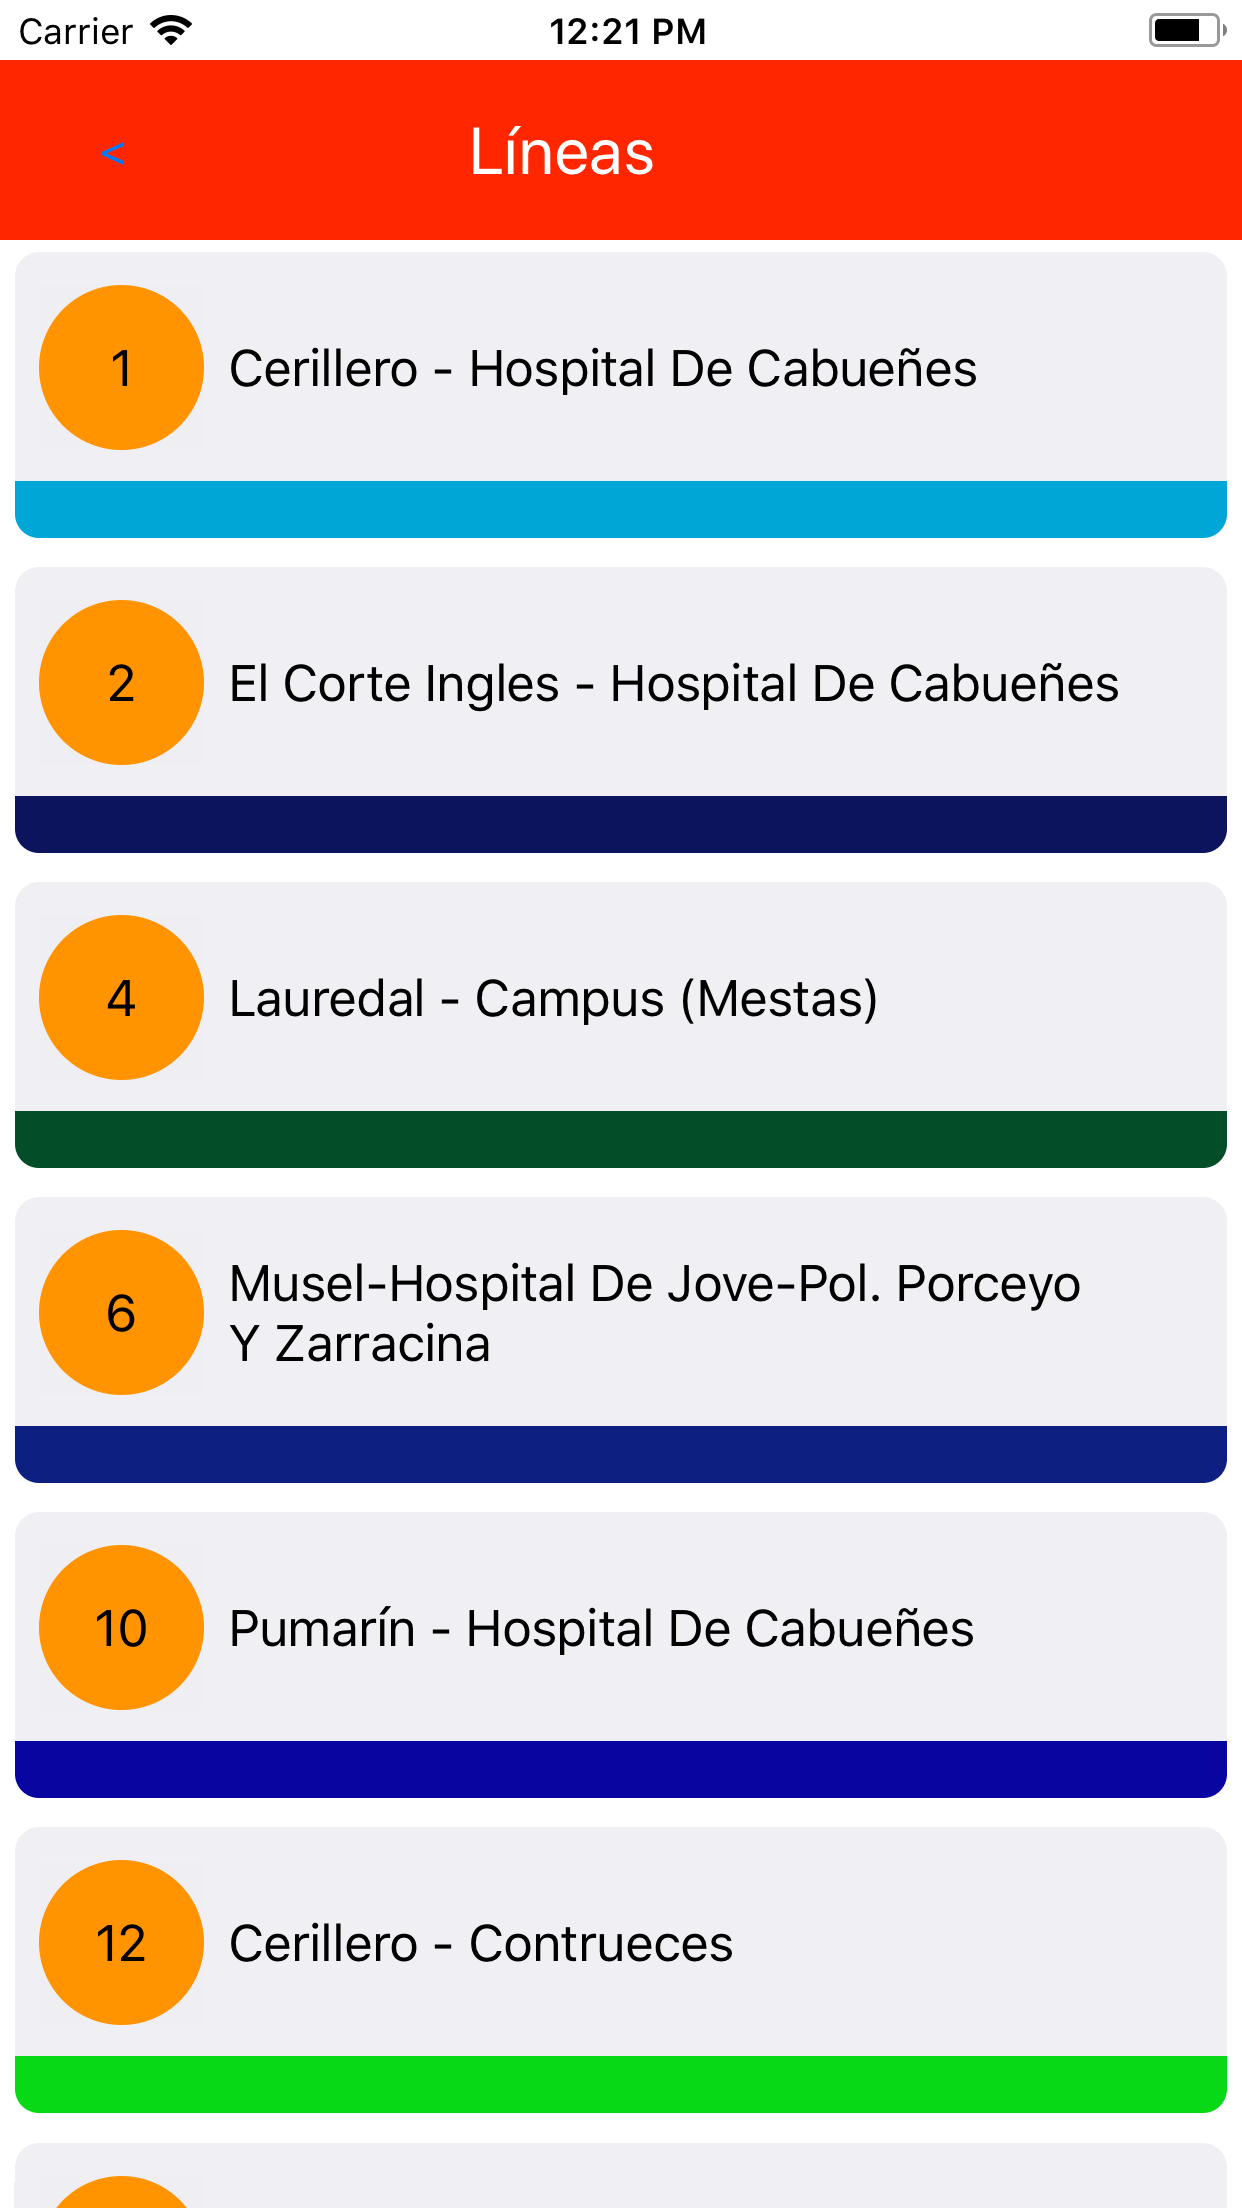 Carrier 12:21 PM
< Líneas
1 Cerillero - Hospital De Cabueñes
2 El Corte Ingles - Hospital De Cabueñes
4 Lauredal - Campus (Mestas)
6 Musel-Hospital De Jove-Pol. Porceyo
Y Zarracina
10 Pumarín - Hospital De Cabueñes
12 Cerillero - Contrueces